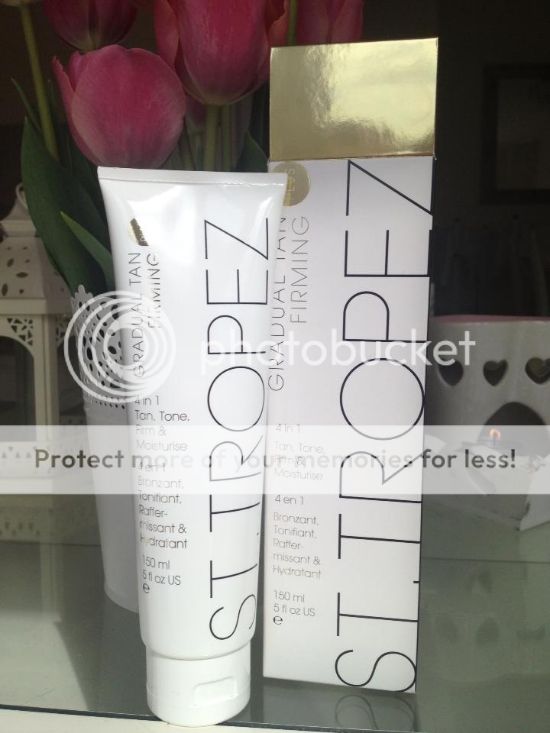 ST.TROPEZ
GRADUAL TAN
FIRMING
4 in 1
Tan, Tone,
Firm &
Moisturise
4 en 1
Bronzant,
Tonifiant,
Raffer-
missant &
Hydratant
150 ml
5 fl oz US
e
ST.TROPEZ
GRADUAL TAN
FIRMING
4 in 1
Tan, Tone,
Firm &
Moisturise
4 en 1
Bronzant,
Tonifiant,
Raffer-
missant &
Hydratant
150 ml
5 fl oz US
e
photobucket
Protect more of your memories for less!